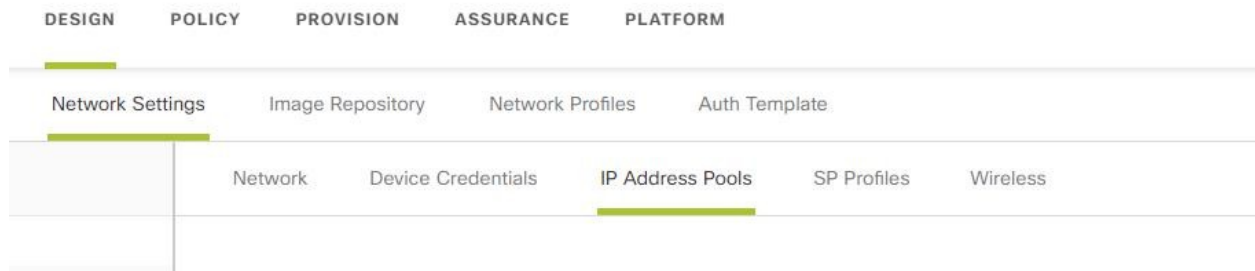 DESIGN POLICY PROVISION ASSURANCE PLATFORM
Network Settings Image Repository Network Profiles Auth Template
Network Device Credentials IP Address Pools SP Profiles Wireless